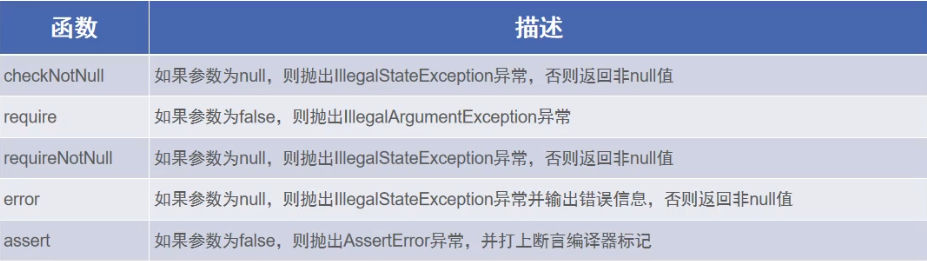 函数 描述
checkNotNull 如果参数为null，则抛出IllegalStateException异常，否则返回非null值
require 如果参数为false，则抛出IllegalArgumentException异常
requireNotNull 如果参数为null，则抛出IllegalStateException异常，否则返回非null值
error 如果参数为null，则抛出IllegalStateException异常并输出错误信息，否则返回非null值
assert 如果参数为false，则抛出AssertError异常，并打上断言编译器标记